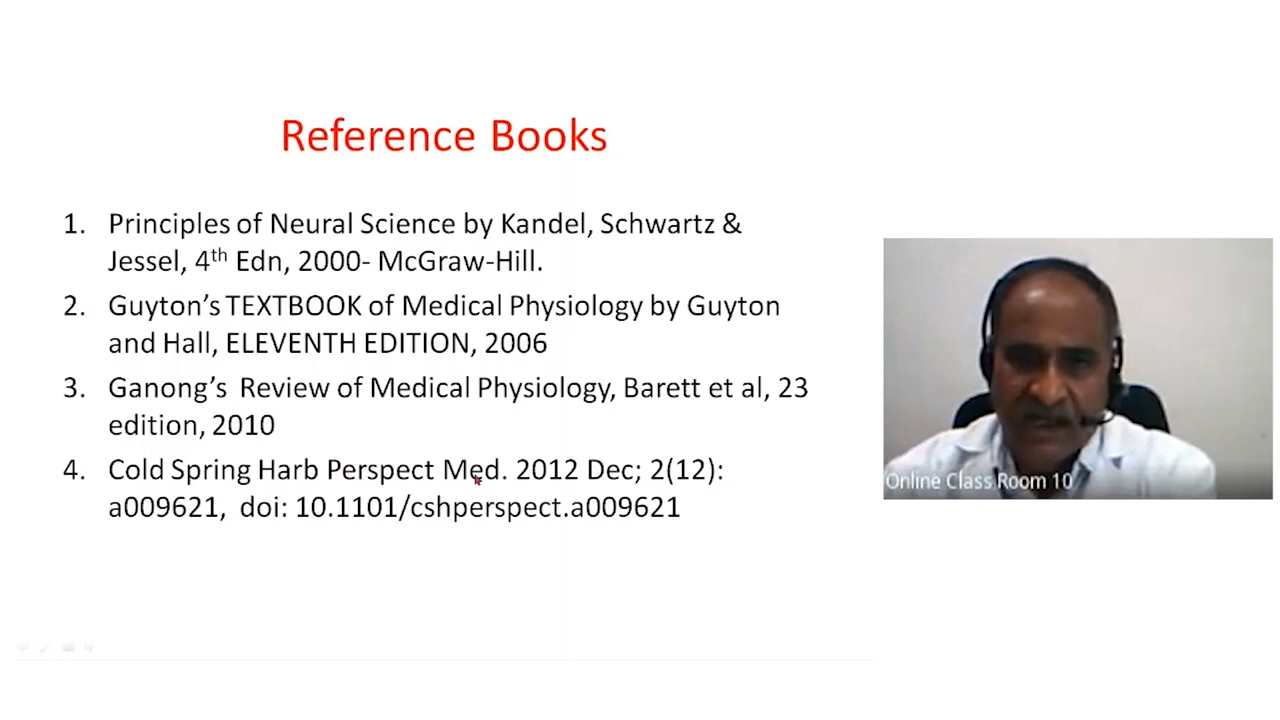 Reference Books
1. Principles of Neural Science by Kandel, Schwartz &
Jessel, 4th Edn, 2000- McGraw-Hill.
2. Guyton's TEXTBOOK of Medical Physiology by Guyton
and Hall, ELEVENTH EDITION, 2006
3. Ganong's Review of Medical Physiology, Barett et al, 23
edition, 2010
4. Cold Spring Harb Perspect Med. 2012 Dec; 2(12):
a009621, doi: 10.1101/cshperspect.a009621
Online Class Room 10